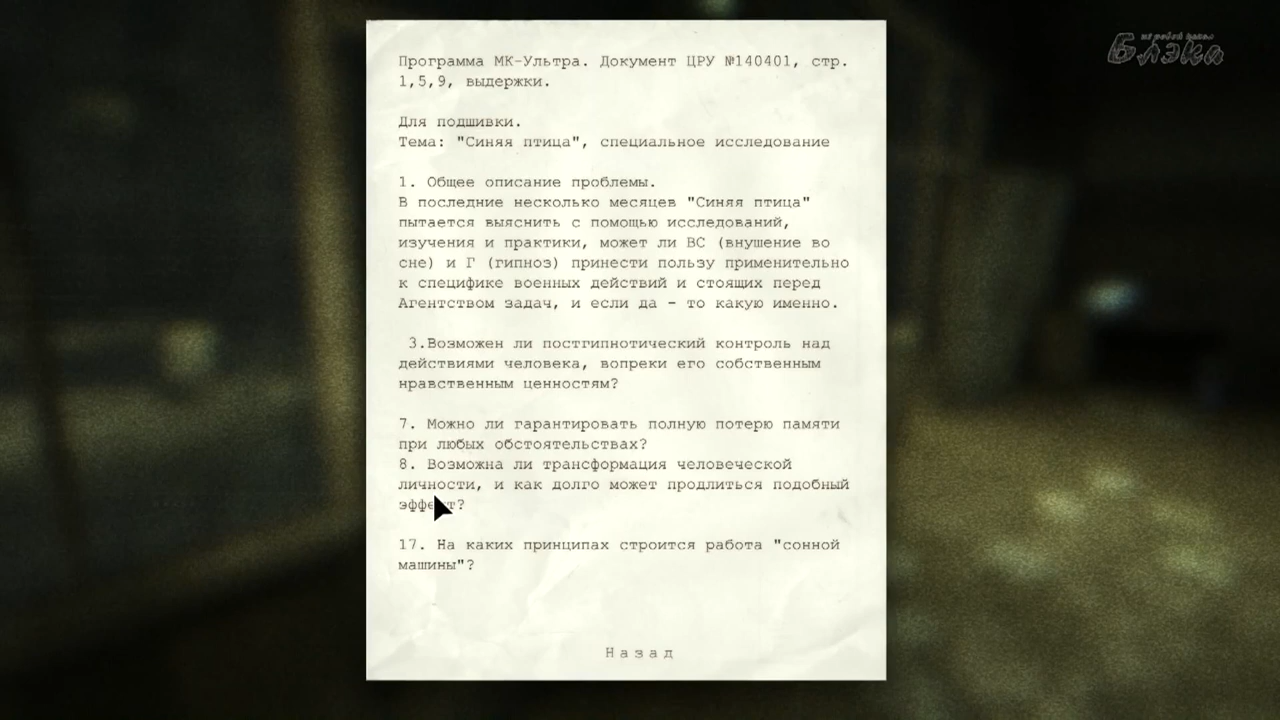 Блэка
Программа МК-Ультра. Документ ЦРУ №140401, стр.
1,5,9, выдержки.
Для подшивки.
Тема: "Синяя птица", специальное исследование
1. Общее описание проблемы.
В последние несколько месяцев "Синяя птица"
пытается выяснить с помощью исследований,
изучения и практики, может ли ВС (внушение во
сне) и Г (гипноз) принести пользу применительно
к специфике военных действий и стоящих перед
Агентством задач, и если да - то какую именно.
3.Возможен ли постгипнотический контроль над
действиями человека, вопреки его собственным
нравственным ценностям?
7. Можно ли гарантировать полную потерю памяти
при любых обстоятельствах?
8. Возможна ли трансформация человеческой
личности, и как долго может продлиться подобный
эффект?
17. На каких принципах строится работа "сонной
машины"?
Назад